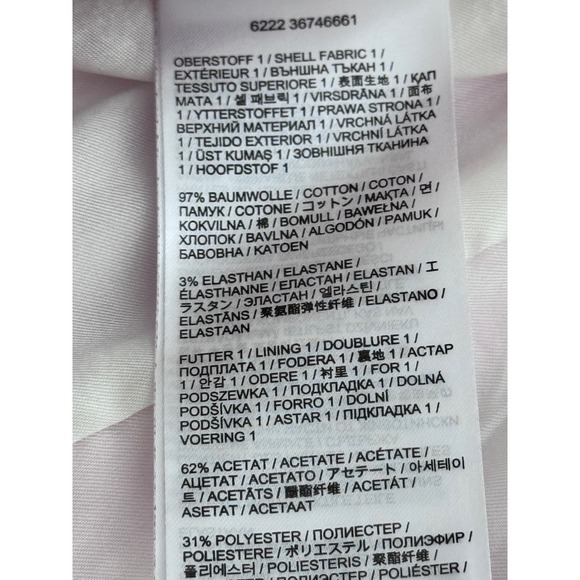 6222 36746661
OBERSTOFF 1 / SHELL FABRIC 1 /
EXTÉRIEUR 1 / ВЪНШНА ТЪКАН 1 /
TESSUTO SUPERIORE 1 / 表面生地 1 / ҚАП
МАТА 1 / 셸 패브릭 1 / VIRSDRĀNA 1 / 面布
1 / YTTERSTOFFET 1 / PRAWA STRONA 1 /
ВЕРХНИЙ МАТЕРИАЛ 1 / VRCHNÁ LÁTKA
1 / TEJIDO EXTERIOR 1 / VRCHNÍ LÁTKA
1 / ÜST KUMAŞ 1 / ЗОВНІШНЯ ТКАНИНА
1 / HOOFDSTOF 1
97% BAUMWOLLE / COTTON / COTON /
ПАМУК / COTONE / コットン / МАҚТА / 면 /
KOKVILNA / 棉 / BOMULL / BAWEŁNA /
ХЛОПОК / BAVLNA / ALGODÓN / PAMUK /
БАВОВНА / KATOEN
3% ELASTHAN / ELASTANE /
ÉLASTHANNE / ЕЛАСТАН / ELASTAN / エ
ラスタン / ЭЛАСТАН / 엘라스틴 /
ELASTĀNS / 聚氨酯弹性纤维 / ELASTANO /
ELASTAAN
FUTTER 1 / LINING 1 / DOUBLURE 1 /
ПОДПЛАТА 1 / FODERA 1 / 裏地 1 / АСТАР
1 / 안감 1 / ODERE 1 / 衬里 1 / FOR 1 /
PODSZEWKA 1 / ПОДКЛАДКА 1 / DOLNÁ
PODŠÍVKA 1 / FORRO 1 / DOLNÍ
PODŠÍVKA 1 / ASTAR 1 / ПІДКЛАДКА 1 /
VOERING 1
62% ACETAT / ACETATE / ACÉTATE /
АЦЕТАТ / ACETATO / アセテート / 아세테이
트 / ACETĀTS / 醋酯纤维 / ACETÁT /
ASETAT / ACETAAT
31% POLYESTER / ПОЛИЕСТЕР /
POLIESTERE / ポリエステル / ПОЛИЭФИР /
폴리에스터 / POLIESTERIS / 聚酯纤维 /
/ POLIÉSTER /